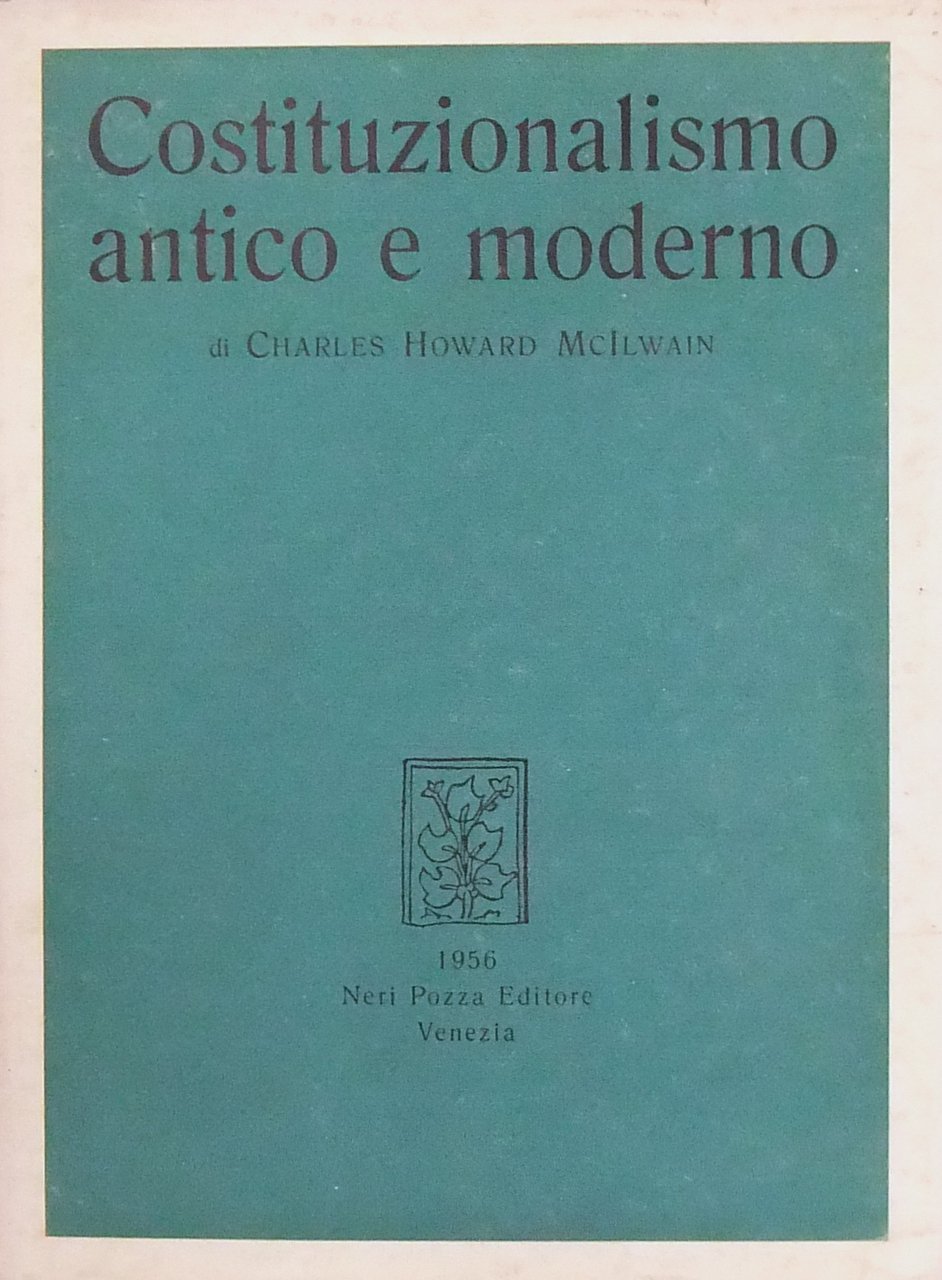 Costituzionalismo
antico e moderno
di CHARLES HOWARD MCILWAIN
1956
Neri Pozza Editore
Venezia